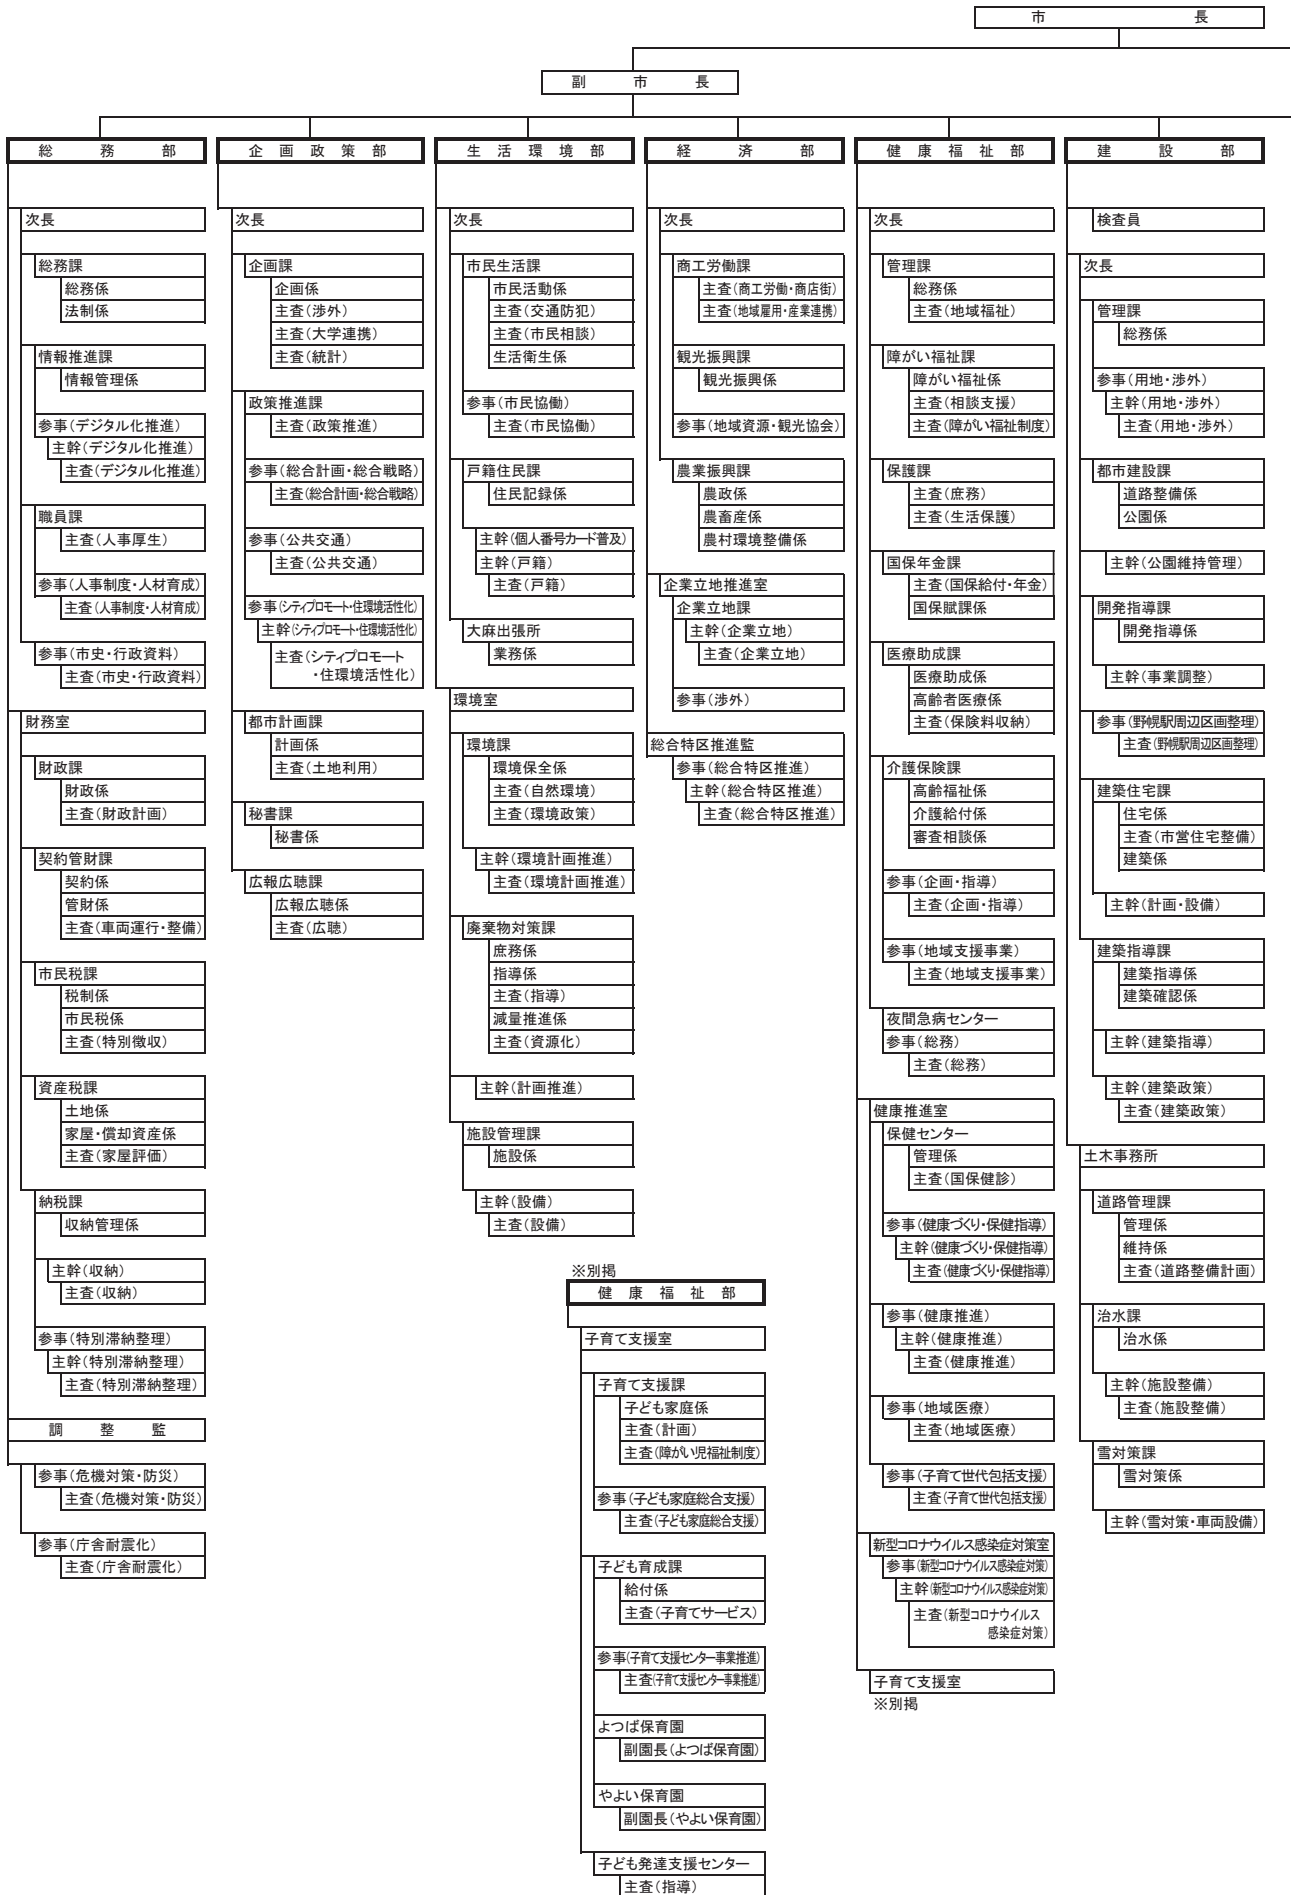 市長
副市長
総務部
次長
総務課
総務係
法制係
情報推進課
情報管理係
参事(デジタル化推進)
主幹(デジタル化推進)
主査(デジタル化推進)
職員課
主査(人事厚生)
参事(人事制度・人材育成)
主査(人事制度・人材育成)
参事(市史・行政資料)
主査(市史・行政資料)
財務室
財政課
財政係
主査(財政計画)
契約管財課
契約係
管財係
主査(車両運行・整備)
市民税課
税制係
市民税係
主査(特別徴収)
資産税課
土地係
家屋・償却資産係
主査(家屋評価)
納税課
収納管理係
主幹(収納)
主査(収納)
参事(特別滞納整理)
主幹(特別滞納整理)
主査(特別滞納整理)
調整監
参事(危機対策・防災)
主査(危機対策・防災)
参事(庁舎耐震化)
主査(庁舎耐震化)
企画政策部
次長
企画課
企画係
主査(渉外)
主査(大学連携)
主査(統計)
政策推進課
主査(政策推進)
参事(総合計画・総合戦略)
主査(総合計画・総合戦略)
参事(公共交通)
主査(公共交通)
参事(シティプロモート・住環境活性化)
主幹(シティプロモート・住環境活性化)
主査(シティプロモート
・住環境活性化)
都市計画課
計画係
主査(土地利用)
秘書課
秘書係
広報広聴課
広報広聴係
主査(広聴)
生活環境部
次長
市民生活課
市民活動係
主査(交通防犯)
主査(市民相談)
生活衛生係
参事(市民協働)
主査(市民協働)
戸籍住民課
住民記録係
主幹(個人番号カード普及)
主幹(戸籍)
主査(戸籍)
大麻出張所
業務係
環境室
環境課
環境保全係
主査(自然環境)
主査(環境政策)
主幹(環境計画推進)
主査(環境計画推進)
廃棄物対策課
庶務係
指導係
主査(指導)
減量推進係
主査(資源化)
主幹(計画推進)
施設管理課
施設係
主幹(設備)
主査(設備)
経済部
次長
商工労働課
主査(商工労働・商店街)
主査(地域雇用・産業連携)
観光振興課
観光振興係
参事(地域資源・観光協会)
農業振興課
農政係
農畜産係
農村環境整備係
企業立地推進室
企業立地課
主幹(企業立地)
主査(企業立地)
参事(渉外)
総合特区推進監
参事(総合特区推進)
主幹(総合特区推進)
主査(総合特区推進)
健康福祉部
次長
管理課
総務係
主査(地域福祉)
障がい福祉課
障がい福祉係
主査(相談支援)
主査(障がい福祉制度)
保護課
主査(庶務)
主査(生活保護)
国保年金課
主査(国保給付・年金)
国保賦課係
医療助成課
医療助成係
高齢者医療係
主査(保険料収納)
介護保険課
高齢福祉係
介護給付係
審査相談係
参事(企画・指導)
主査(企画・指導)
参事(地域支援事業)
主査(地域支援事業)
夜間急病センター
参事(総務)
主査(総務)
健康推進室
保健センター
管理係
主査(国保健診)
参事(健康づくり・保健指導)
主幹(健康づくり・保健指導)
主査(健康づくり・保健指導)
参事(健康推進)
主幹(健康推進)
主査(健康推進)
参事(地域医療)
主査(地域医療)
参事(子育て世代包括支援)
主査(子育て世代包括支援)
新型コロナウイルス感染症対策室
参事(新型コロナウイルス感染症対策)
主幹(新型コロナウイルス感染症対策)
主査(新型コロナウイルス
感染症対策)
子育て支援室
※別掲
建設部
検査員
次長
管理課
総務係
参事(用地・渉外)
主幹(用地・渉外)
主査(用地・渉外)
都市建設課
道路整備係
公園係
主幹(公園維持管理)
開発指導課
開発指導係
主幹(事業調整)
参事(野幌駅周辺区画整理)
主査(野幌駅周辺区画整理)
建築住宅課
住宅係
主査(市営住宅整備)
建築係
主幹(計画・設備)
建築指導課
建築指導係
建築確認係
主幹(建築指導)
主幹(建築政策)
主査(建築政策)
土木事務所
道路管理課
管理係
維持係
主査(道路整備計画)
治水課
治水係
主幹(施設整備)
主査(施設整備)
雪対策課
雪対策係
主幹(雪対策・車両設備)
※別掲
健康福祉部
子育て支援室
子育て支援課
子ども家庭係
主査(計画)
主査(障がい児福祉制度)
参事(子ども家庭総合支援)
主査(子ども家庭総合支援)
子ども育成課
給付係
主査(子育てサービス)
参事(子育て支援センター事業推進)
主査(子育て支援センター事業推進)
よつば保育園
副園長(よつば保育園)
やよい保育園
副園長(やよい保育園)
子ども発達支援センター
主査(指導)